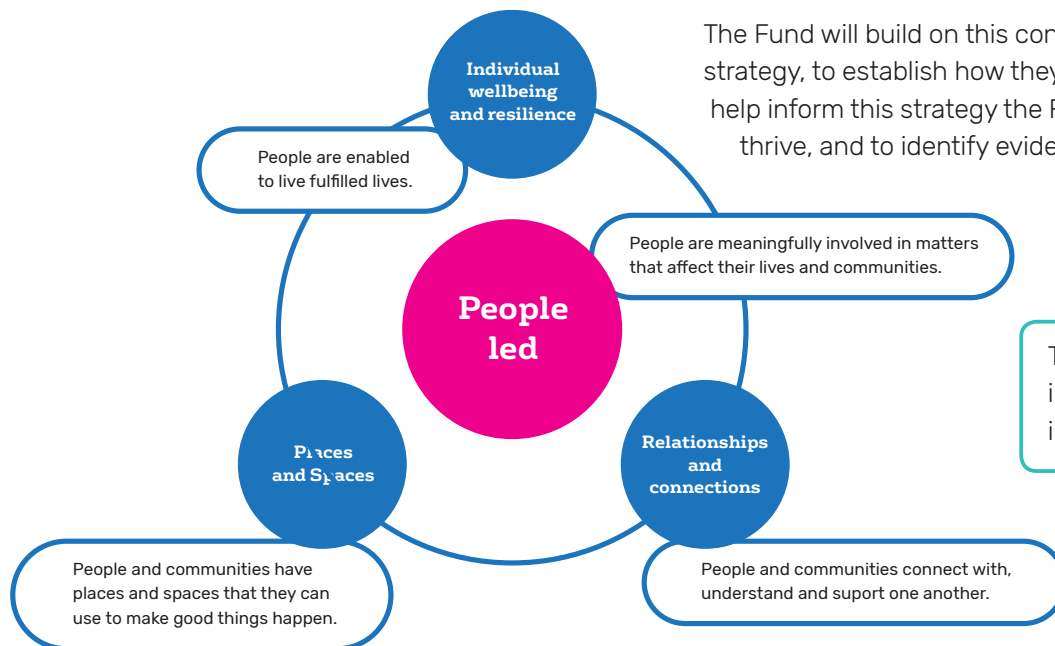 The Fund will build on this con
strategy, to establish how they
help inform this strategy the
thrive, and to identify evide
Individual
wellbeing
and resilience
People are enabled
to live fulfilled lives.
People are meaningfully involved in matters
that affect their lives and communities.
People
led
Places
and Spaces
Relationships
and
connections
People and communities have
places and spaces that they can
use to make good things happen.
People and communities connect with,
understand and suport one another.